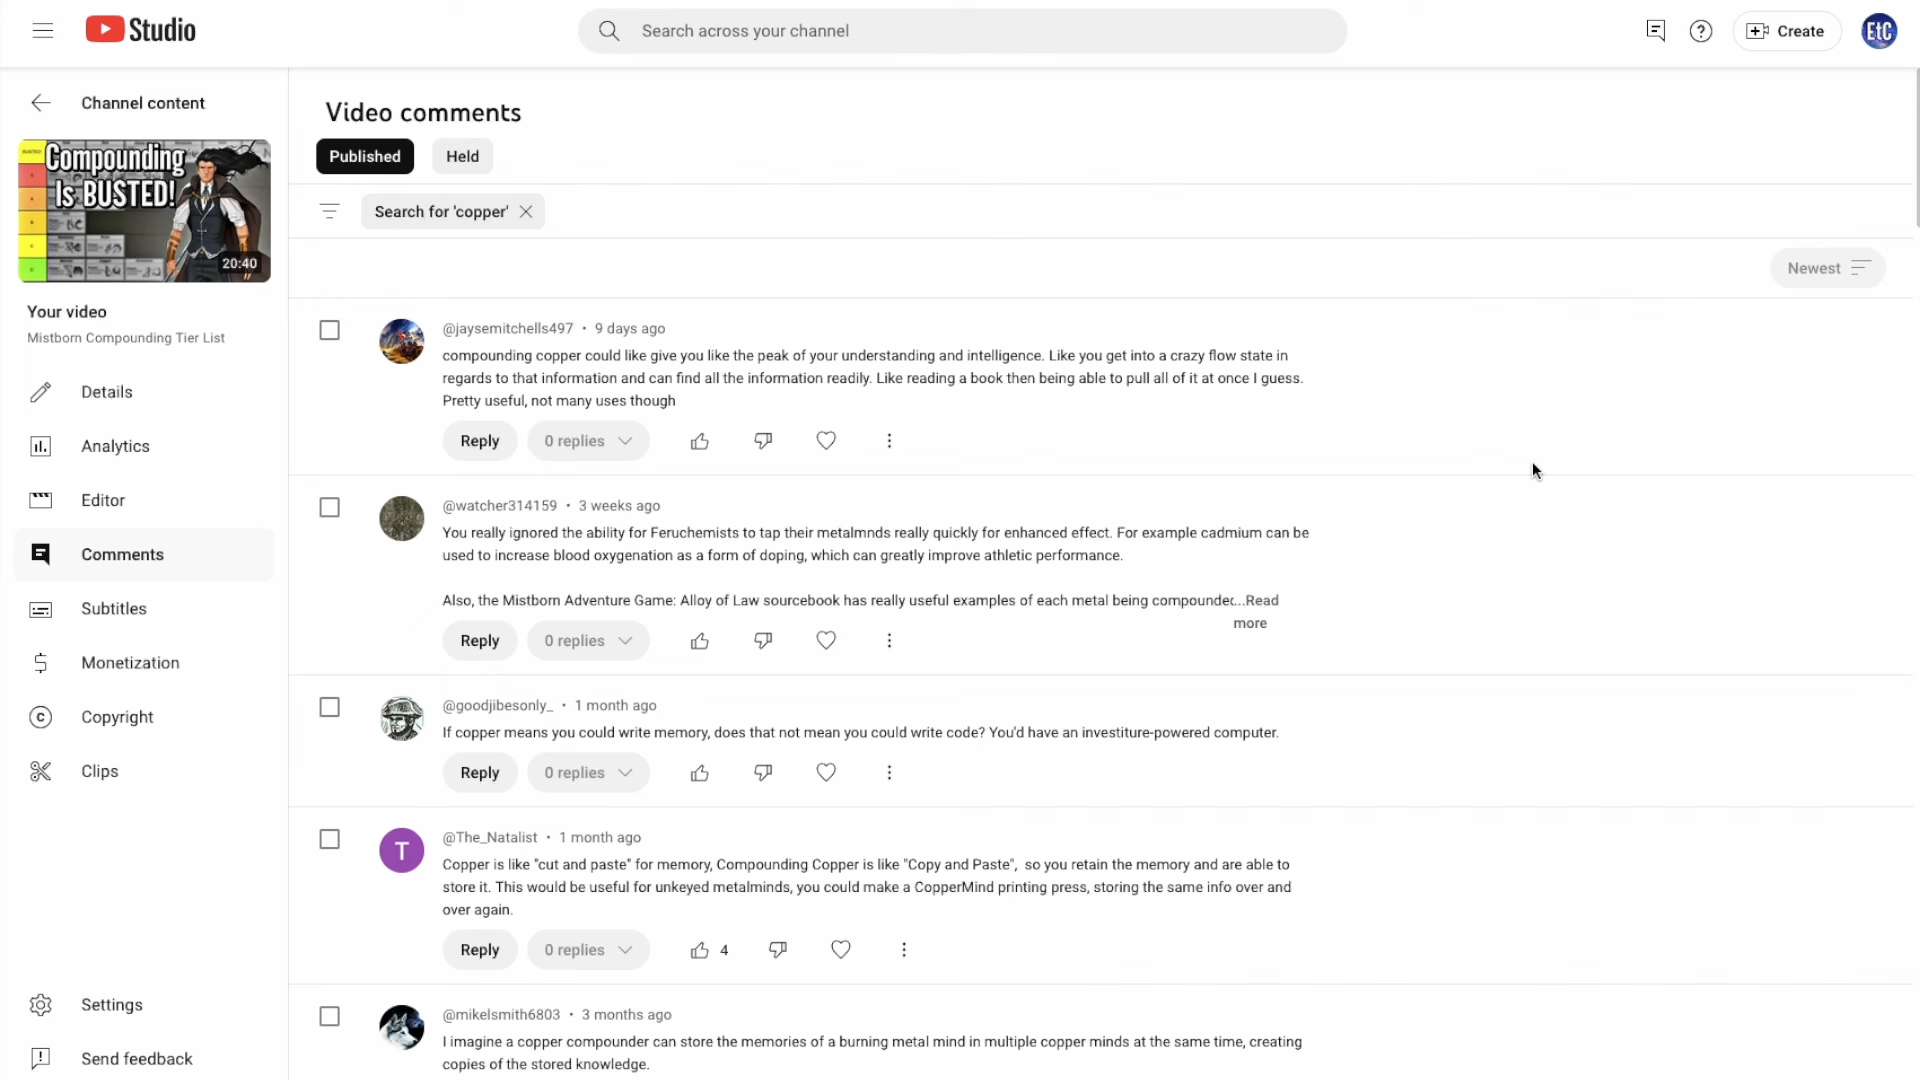 Studio
Search across your channel
Create
EtC
Channel content
Video comments
Published
Held
Search for 'copper'
Newest
BUSTED!
Compounding
Is BUSTED!
20:40
Your video
Mistborn Compounding Tier List
Details
Analytics
Editor
Comments
Subtitles
Monetization
Copyright
Clips
Settings
Send feedback
@jaysemitchells497 • 9 days ago
compounding copper could like give you like the peak of your understanding and intelligence. Like you get into a crazy flow state in
regards to that information and can find all the information readily. Like reading a book then being able to pull all of it at once I guess.
Pretty useful, not many uses though
Reply 0 replies
@watcher314159 • 3 weeks ago
You really ignored the ability for Feruchemists to tap their metalmnds really quickly for enhanced effect. For example cadmium can be
used to increase blood oxygenation as a form of doping, which can greatly improve athletic performance.
Also, the Mistborn Adventure Game: Alloy of Law sourcebook has really useful examples of each metal being compounde...Read
more
Reply 0 replies
@goodjibesonly_ • 1 month ago
If copper means you could write memory, does that not mean you could write code? You'd have an investiture-powered computer.
Reply 0 replies
T
@The_Natalist • 1 month ago
Copper is like "cut and paste" for memory, Compounding Copper is like "Copy and Paste", so you retain the memory and are able to
store it. This would be useful for unkeyed metalminds, you could make a CopperMind printing press, storing the same info over and
over again.
Reply 0 replies 4
@mikelsmith6803 • 3 months ago
I imagine a copper compounder can store the memories of a burning metal mind in multiple copper minds at the same time, creating
copies of the stored knowledge.